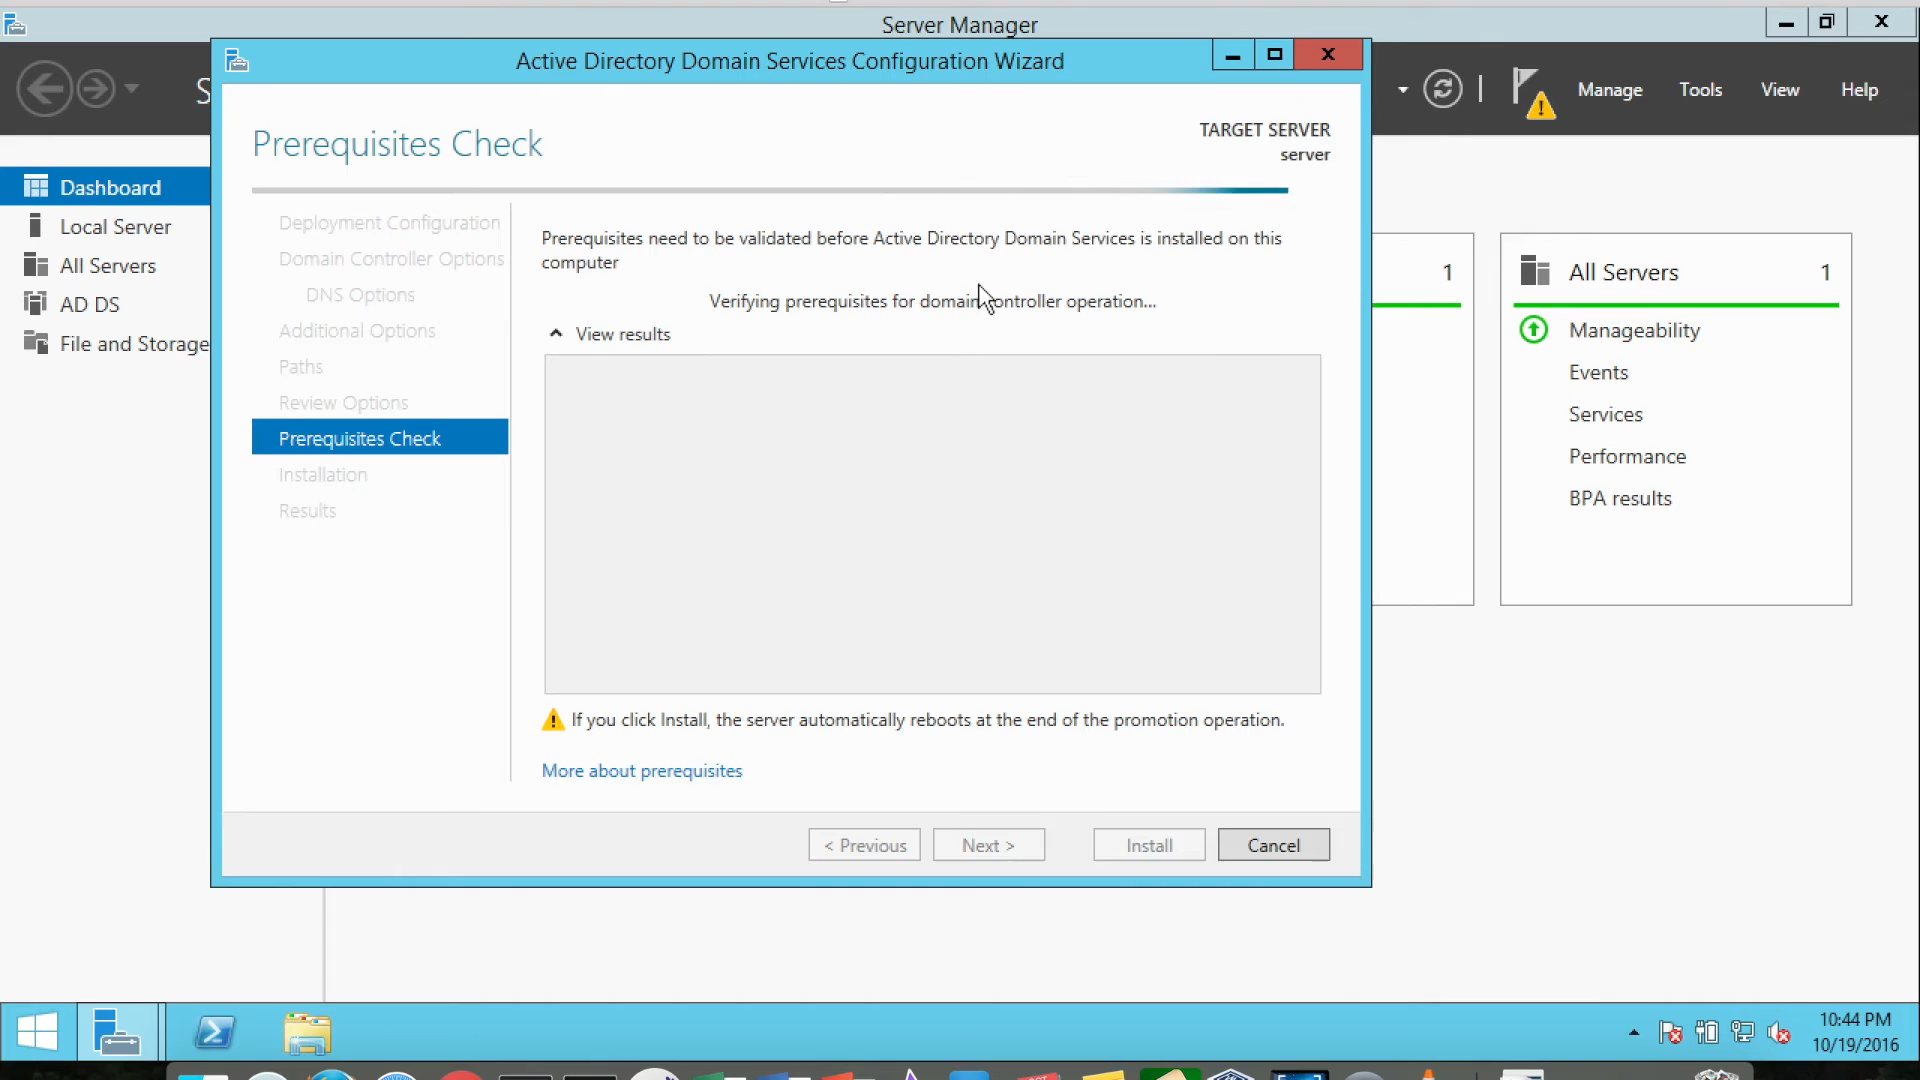 Server Manager
Active Directory Domain Services Configuration Wizard
S
Manage
Tools
View
Help
Prerequisites Check
TARGET SERVER
server
Dashboard
Local Server
All Servers
AD DS
File and Storage
Deployment Configuration
Domain Controller Options
DNS Options
Additional Options
Paths
Review Options
Prerequisites Check
Installation
Results
Prerequisites need to be validated before Active Directory Domain Services is installed on this
computer
Verifying prerequisites for domain controller operation...
View results
If you click Install, the server automatically reboots at the end of the promotion operation.
More about prerequisites
< Previous
Next >
Install
Cancel
1
All Servers
1
Manageability
Events
Services
Performance
BPA results
10:44 PM
10/19/2016